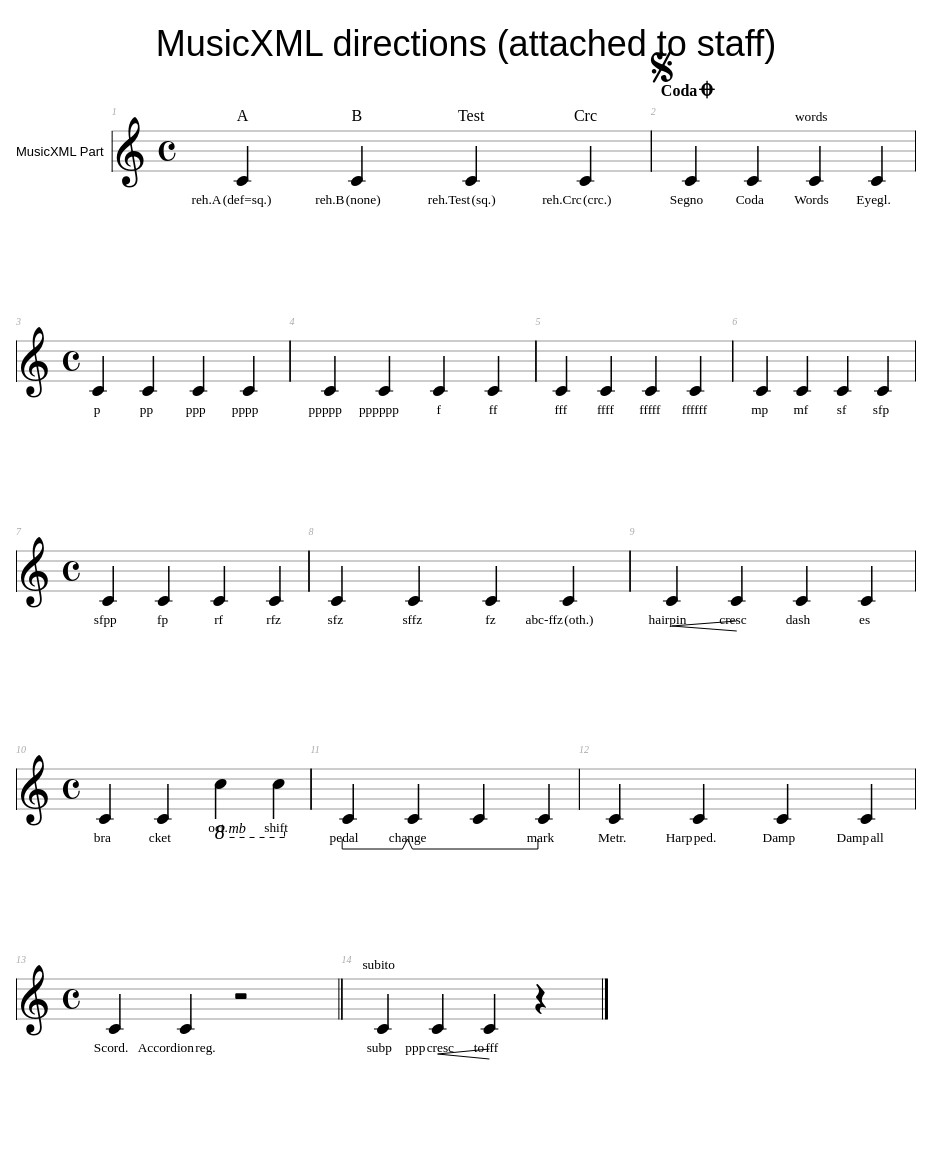 MusicXML directions (attached to staff)
Coda
1 A B Test Crc 2 words
MusicXML Part
reh.A (def=sq.) reh.B (none) reh.Test (sq.) reh.Crc (crc.) Segno Coda Words Eyegl.
3 4 5 6
p pp ppp pppp ppppp pppppp f ff fff ffff fffff ffffff mp mf sf sfp
7 8 9
sfpp fp rf rfz sfz sffz fz abc-ffz (oth.) hairpin cresc dash es
10 11 12
8mb
bra cket oct. shift pedal change mark Metr. Harp ped. Damp Damp all
13 14 subito
Scord. Accordion reg. subp ppp cresc to fff